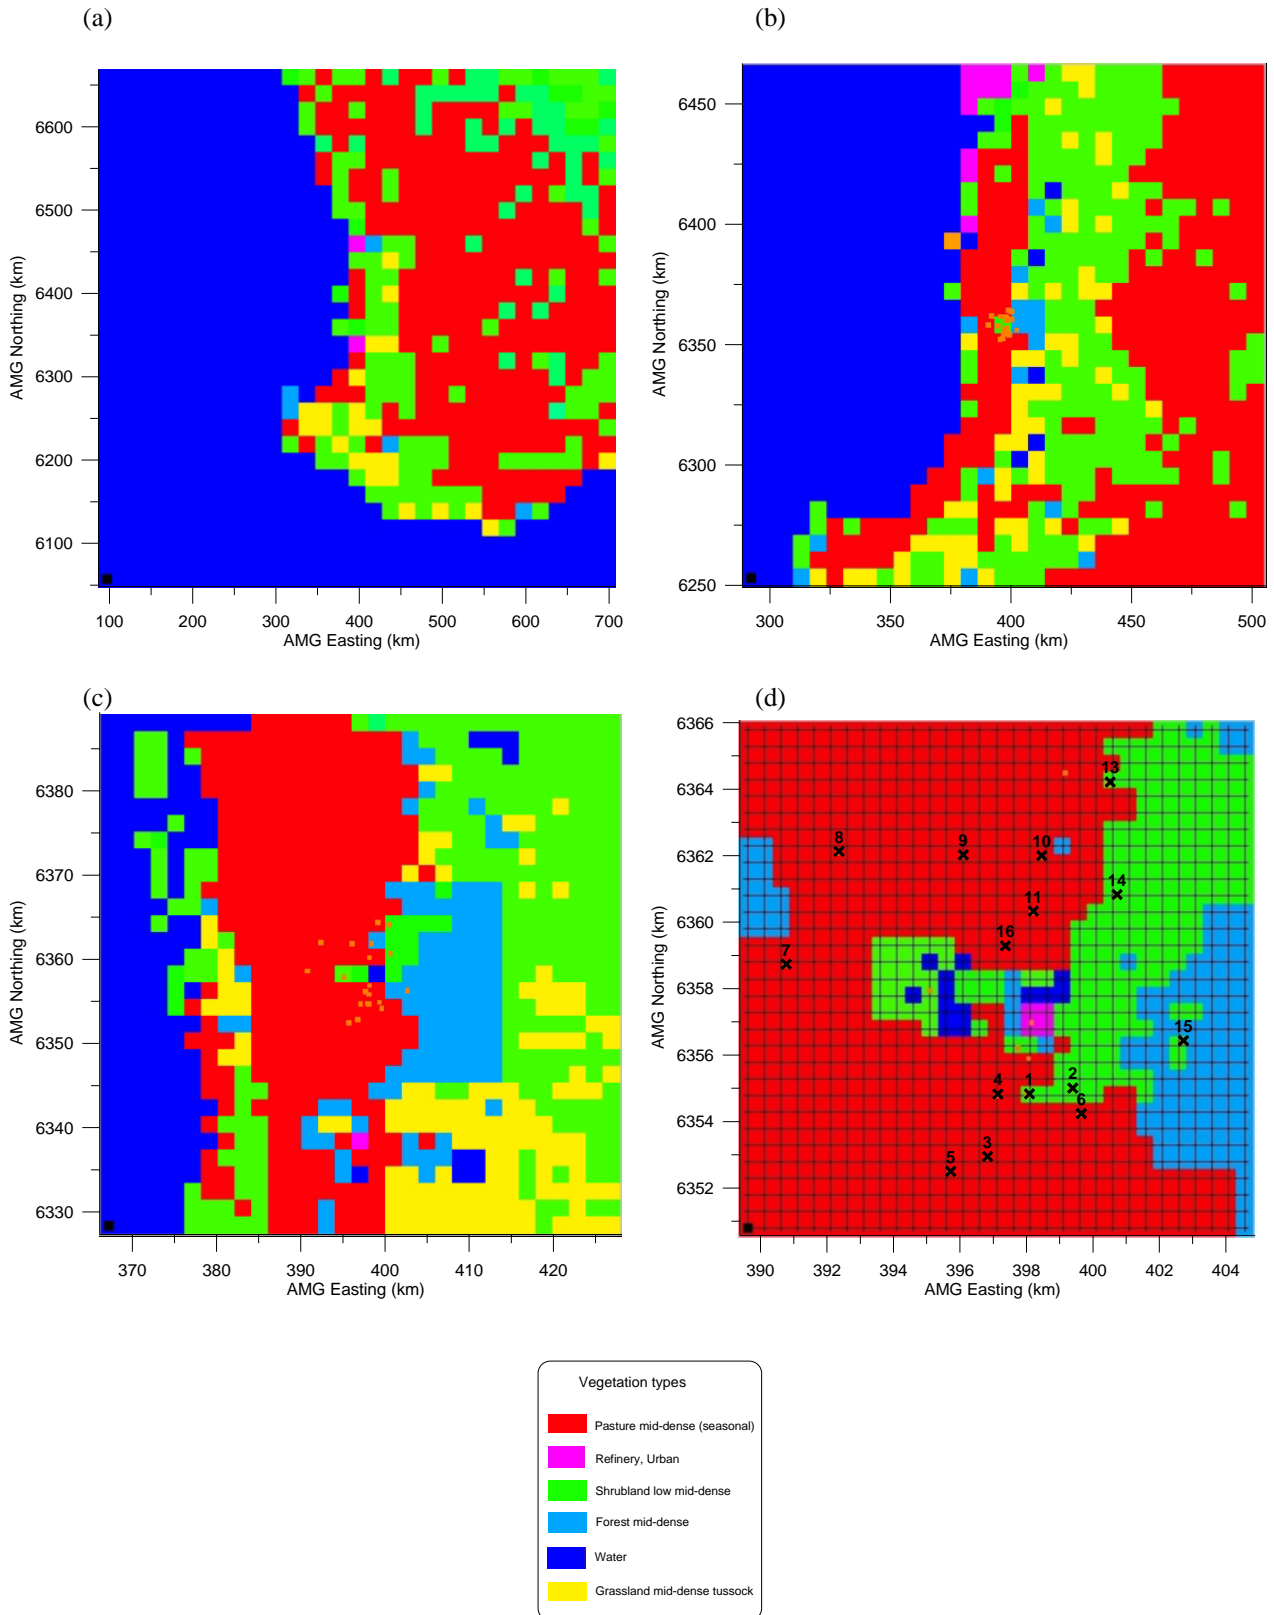 (a)
(b)
6600
6500
6400
6300
6200
6100
AMG Northing (km)
100 200 300 400 500 600 700
AMG Easting (km)
6450
6400
6350
6300
6250
AMG Northing (km)
300 350 400 450 500
AMG Easting (km)
(c)
(d)
6380
6370
6360
6350
6340
6330
AMG Northing (km)
370 380 390 400 410 420
AMG Easting (km)
6366
6364
6362
6360
6358
6356
6354
6352
AMG Northing (km)
13
8 9 10
14
11
16
7
15
2
4 1
6
3
5
390 392 394 396 398 400 402 404
AMG Easting (km)
Vegetation types
Pasture mid-dense (seasonal)
Refinery, Urban
Shrubland low mid-dense
Forest mid-dense
Water
Grassland mid-dense tussock